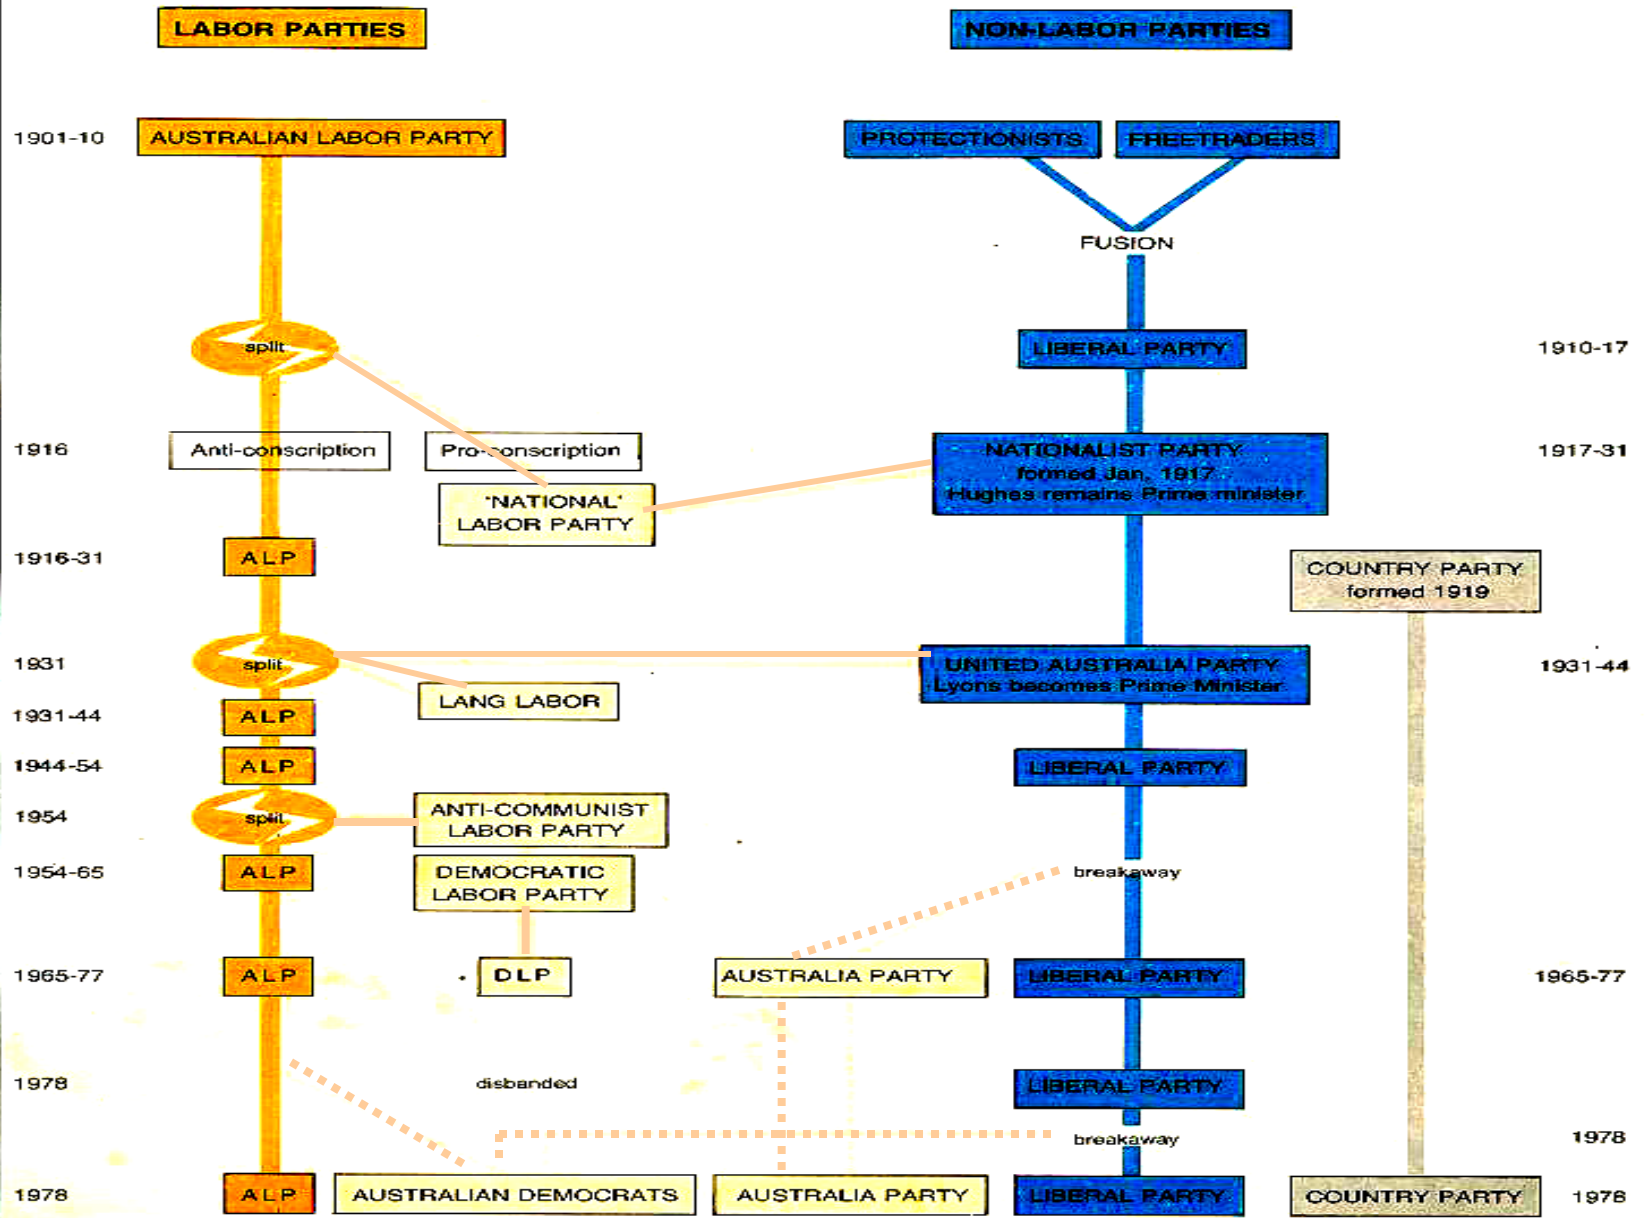 LABOR PARTIES
NON-LABOR PARTIES
1901-10
AUSTRALIAN LABOR PARTY
PROTECTIONISTS
FREETRADERS
FUSION
split
LIBERAL PARTY
1910-17
1916
Anti-conscription
Pro-conscription
'NATIONAL'
LABOR PARTY
NATIONALIST PARTY
formed Jan, 1917
Hughes remains Prime minister
1917-31
1916-31
ALP
COUNTRY PARTY
formed 1919
1931
split
UNITED AUSTRALIA PARTY
Lyons becomes Prime Minister
1931-44
LANG LABOR
1931-44
ALP
1944-54
ALP
LIBERAL PARTY
1954
split
ANTI-COMMUNIST
LABOR PARTY
1954-65
ALP
DEMOCRATIC
LABOR PARTY
breakaway
1965-77
ALP
DLP
AUSTRALIA PARTY
LIBERAL PARTY
1965-77
1978
disbanded
LIBERAL PARTY
breakaway
1978
1978
ALP
AUSTRALIAN DEMOCRATS
AUSTRALIA PARTY
LIBERAL PARTY
COUNTRY PARTY
1978